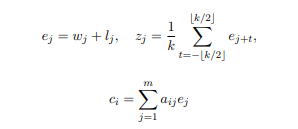 $e_j = w_j + l_j, \quad z_j = \frac{1}{k} \sum_{t=-\lfloor k/2 \rfloor}^{\lfloor k/2 \rfloor} e_{j+t},$
$c_i = \sum_{j=1}^{m} a_{ij} e_j$